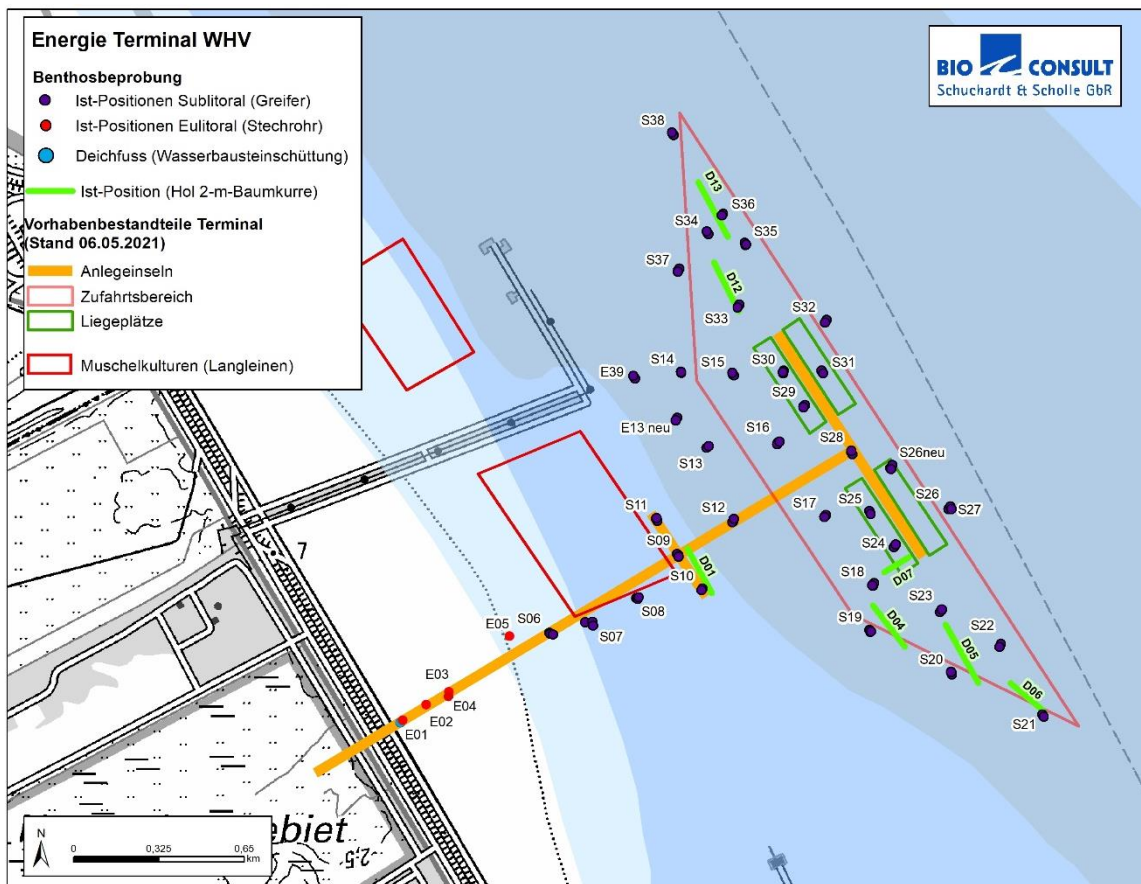 Energie Terminal WHV
Benthosbeprobung
Ist-Positionen Sublitoral (Greifer)
Ist-Positionen Eulitoral (Stechrohr)
Deichfuss (Wasserbausteinschüttung)
Ist-Position (Hol 2-m-Baumkurre)
Vorhabenbestandteile Terminal
(Stand 06.05.2021)
Anlegeinseln
Zufahrtsbereich
Liegeplätze
Muschelkulturen (Langleinen)
BIO CONSULT
Schuchardt & Scholle GbR
S38
D13
S36
S34
S35
S37
D12
S33
S32
S14
S15
S30
S31
E39
S29
E13 neu
S13
S16
S28
S26neu
S11
S12
S17
S25
S26
S27
S09
S24
S10
D01
S18
D07
S08
S23
S19
D04
S22
E05
S06
S07
S20
D05
E03
D06
E04
S21
E02
E01
7
ebiet
2,5
N
0 0,325 0,65
km